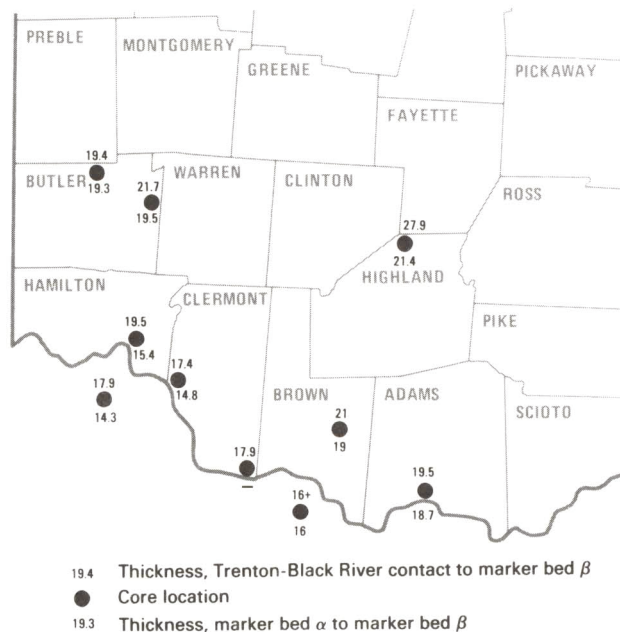 PREBLE
MONTGOMERY
GREENE
PICKAWAY
FAYETTE
19.4
BUTLER
19.3
21.7
19.5
WARREN
CLINTON
ROSS
27.9
21.4
HIGHLAND
HAMILTON
CLERMONT
19.5
15.4
PIKE
17.4
14.8
17.9
14.3
BROWN
ADAMS
SCIOTO
21
19
17.9
—
16+
16
19.5
18.7
19.4 Thickness, Trenton-Black River contact to marker bed β
Core location
19.3 Thickness, marker bed α to marker bed β